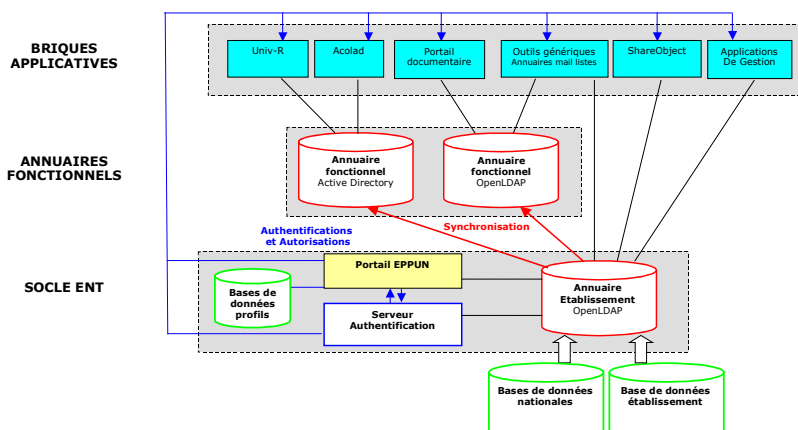 BRIQUES
APPLICATIVES
Univ-R
Acolad
Portail
documentaire
Outils génériques
Annuaires mail listes
ShareObject
Applications
De Gestion
ANNUAIRES
FONCTIONNELS
Annuaire
fonctionnel
Active Directory
Annuaire
fonctionnel
OpenLDAP
Authentifications
et Autorisations
Synchronisation
SOCLE ENT
Bases de
données
profils
Portail EPPUN
Serveur
Authentification
Annuaire
Etablissement
OpenLDAP
Bases de données
nationales
Base de données
établissement